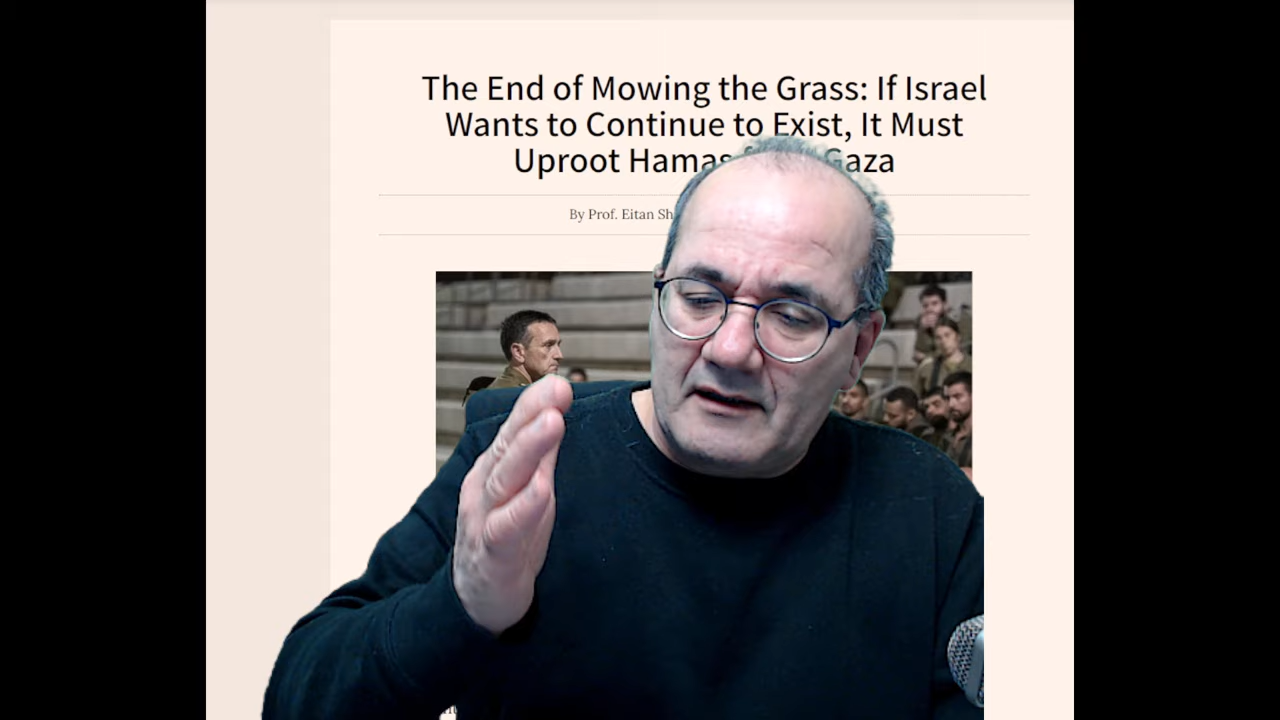 The End of Mowing the Grass: If Israel
Wants to Continue to Exist, It Must
Uproot Hamas Gaza
By Prof. Eitan Sh